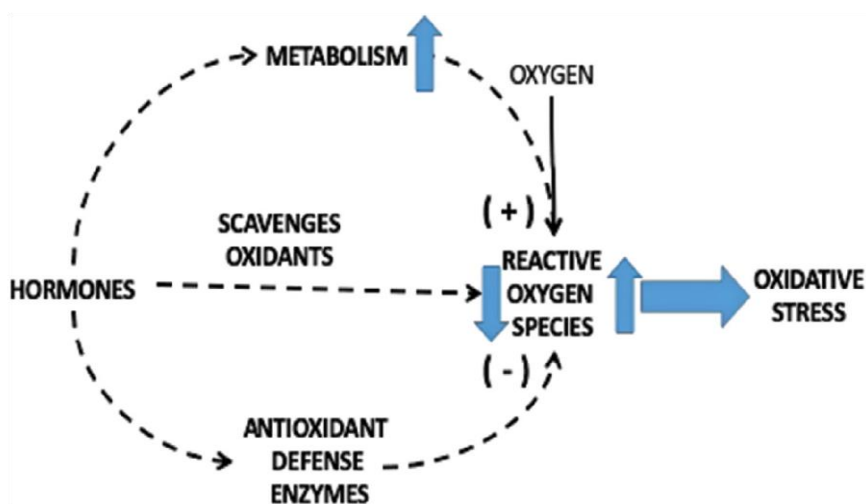 METABOLISM
OXYGEN
(+)
SCAVENGES
OXIDANTS
HORMONES
REACTIVE
OXYGEN
SPECIES
OXIDATIVE
STRESS
(-)
ANTIOXIDANT
DEFENSE
ENZYMES